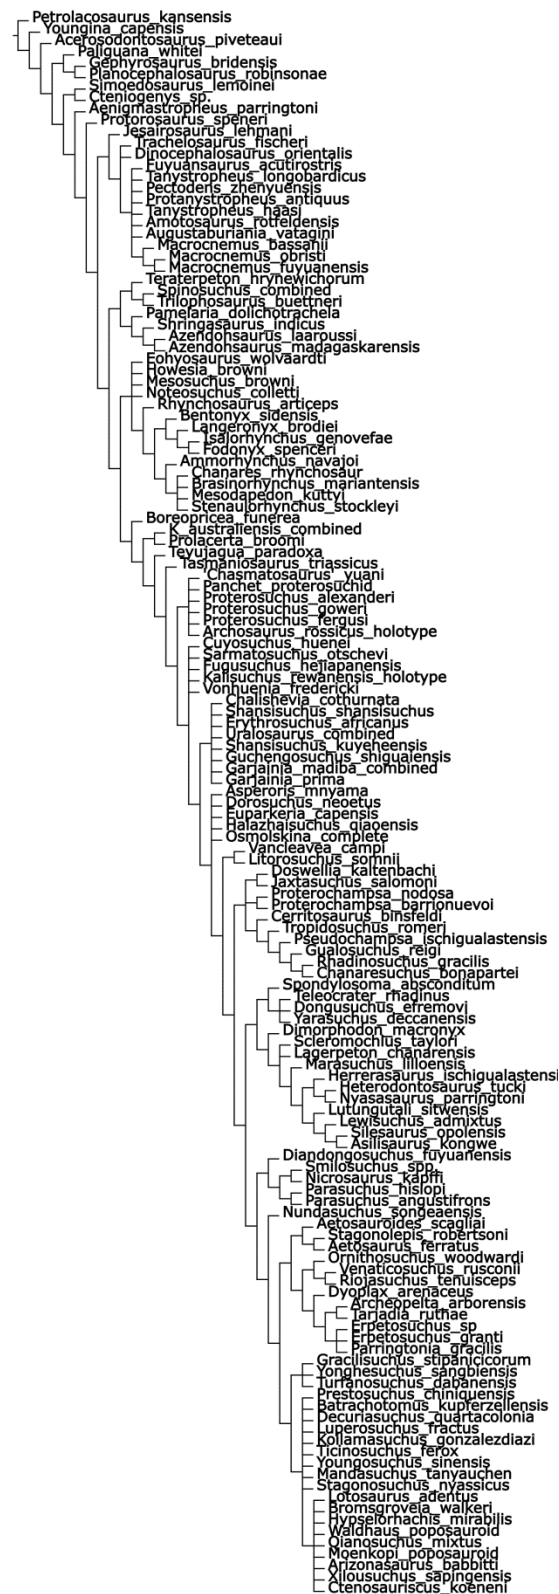 Petrolacosaurus_kansensis
Youngina_capensis
Acerosodontosaurus_piveteaui
Paliguana_whitei
Gephyrosaurus_bridensis
Planocephalosaurus_robinsonae
Simoedosaurus_lemoinei
Cteniogenys_sp.
Aenigmastropheus_parringtoni
Protorosaurus_speneri
Jesairosaurus_lehmani
Trachelosaurus_fischeri
Dinocephalosaurus_orientalis
Fuyuansaurus_acutirostris
Tanystropheus_longobardicus
Pectodens_zhenyuensis
Protanystropheus_antiquus
Tanystropheus_haasi
Amotosaurus_rotfeldensis
Augustaburiania_vatagini
Macrocnemus_bassanii
Macrocnemus_obristi
Macrocnemus_fuyuanensis
Teraterpeton_hrynewichorum
Spinosuchus_combined
Trilophosaurus_buettneri
Pamelaria_dolichotrachela
Shringasaurus_indicus
Azendohsaurus_laaroussi
Azendohsaurus_madagaskarensis
Eohyosaurus_wolvaardti
Howesia_browni
Mesosuchus_browni
Noteosuchus_colletti
Rhynchosaurus_articeps
Bentonyx_sidensis
Langeronyx_brodiei
Isalorhynchus_genovefae
Fodonyx_spenceri
Ammorhynchus_navajoi
Chanares_rhynchosaur
Brasinorhynchus_mariantensis
Mesodapedon_kuttyi
Stenaulorhynchus_stockleyi
Boreopricea_funerea
K_australiensis_combined
Prolacerta_broomi
Teyujagua_paradoxa
Tasmaniosaurus_triassicus
'Chasmatosaurus'_yuani
Panchet_proterosuchid
Proterosuchus_alexanderi
Proterosuchus_goweri
Proterosuchus_fergusi
Archosaurus_rossicus_holotype
Cuyosuchus_huenei
Sarmatosuchus_otschevi
Fugusuchus_hejiapanensis
Kalisuchus_rewanensis_holotype
Vonhuenia_fredericki
Chalishevia_cothurnata
Shansisuchus_shansisuchus
Erythrosuchus_africanus
Uralosaurus_combined
Shansisuchus_kuyeheensis
Guchengosuchus_shiguaiensis
Garjainia_madiba_combined
Garjainia_prima
Asperoris_mnyama
Dorosuchus_neoetus
Euparkeria_capensis
Halazhaisuchus_qiaoensis
Osmolskina_complete
Vancleavea_campi
Litorosuchus_somnii
Doswellia_kaltenbachi
Jaxtasuchus_salomoni
Proterochampsa_nodosa
Proterochampsa_barrionuevoi
Cerritosaurus_binsfeldi
Tropidosuchus_romeri
Pseudochampsa_ischigualastensis
Gualosuchus_reigi
Rhadinosuchus_gracilis
Chanaresuchus_bonapartei
Spondylosoma_absconditum
Teleocrater_rhadinus
Dongusuchus_efremovi
Yarasuchus_deccanensis
Dimorphodon_macronyx
Scleromochlus_taylori
Lagerpeton_chanarensis
Marasuchus_lilloensis
Herrerasaurus_ischigualastensi
Heterodontosaurus_tucki
Nyasasaurus_parringtoni
Lutungutali_sitwensis
Lewisuchus_admixtus
Silesaurus_opolensis
Asilisaurus_kongwe
Diandongosuchus_fuyuanensis
Smilosuchus_spp.
Nicrosaurus_kapffi
Parasuchus_hislopi
Parasuchus_angustifrons
Nundasuchus_songeaensis
Aetosauroides_scagliai
Stagonolepis_robertsoni
Aetosaurus_ferratus
Ornithosuchus_woodwardi
Venaticosuchus_rusconii
Riojasuchus_tenuisceps
Dyoplax_arenaceus
Archeopelta_arborensis
Tarjadia_ruthae
Erpetosuchus_sp
Erpetosuchus_granti
Parringtonia_gracilis
Gracilisuchus_stipanicicorum
Yonghesuchus_sangbiensis
Turfanosuchus_dabanensis
Prestosuchus_chiniquensis
Batrachotomus_kupferzellensis
Decuriasuchus_quartacolonia
Luperosuchus_fractus
Kollamasuchus_gonzalezdiazi
Ticinosuchus_ferox
Youngosuchus_sinensis
Mandasuchus_tanyauchen
Stagonosuchus_nyassicus
Lotosaurus_adentus
Bromsgroveia_walkeri
Hypselorhachis_mirabilis
Waldhaus_poposauroid
Qianosuchus_mixtus
Moenkopi_poposauroid
Arizonasaurus_babbitti
Xilousuchus_sapingensis
Ctenosauriscus_koeneni